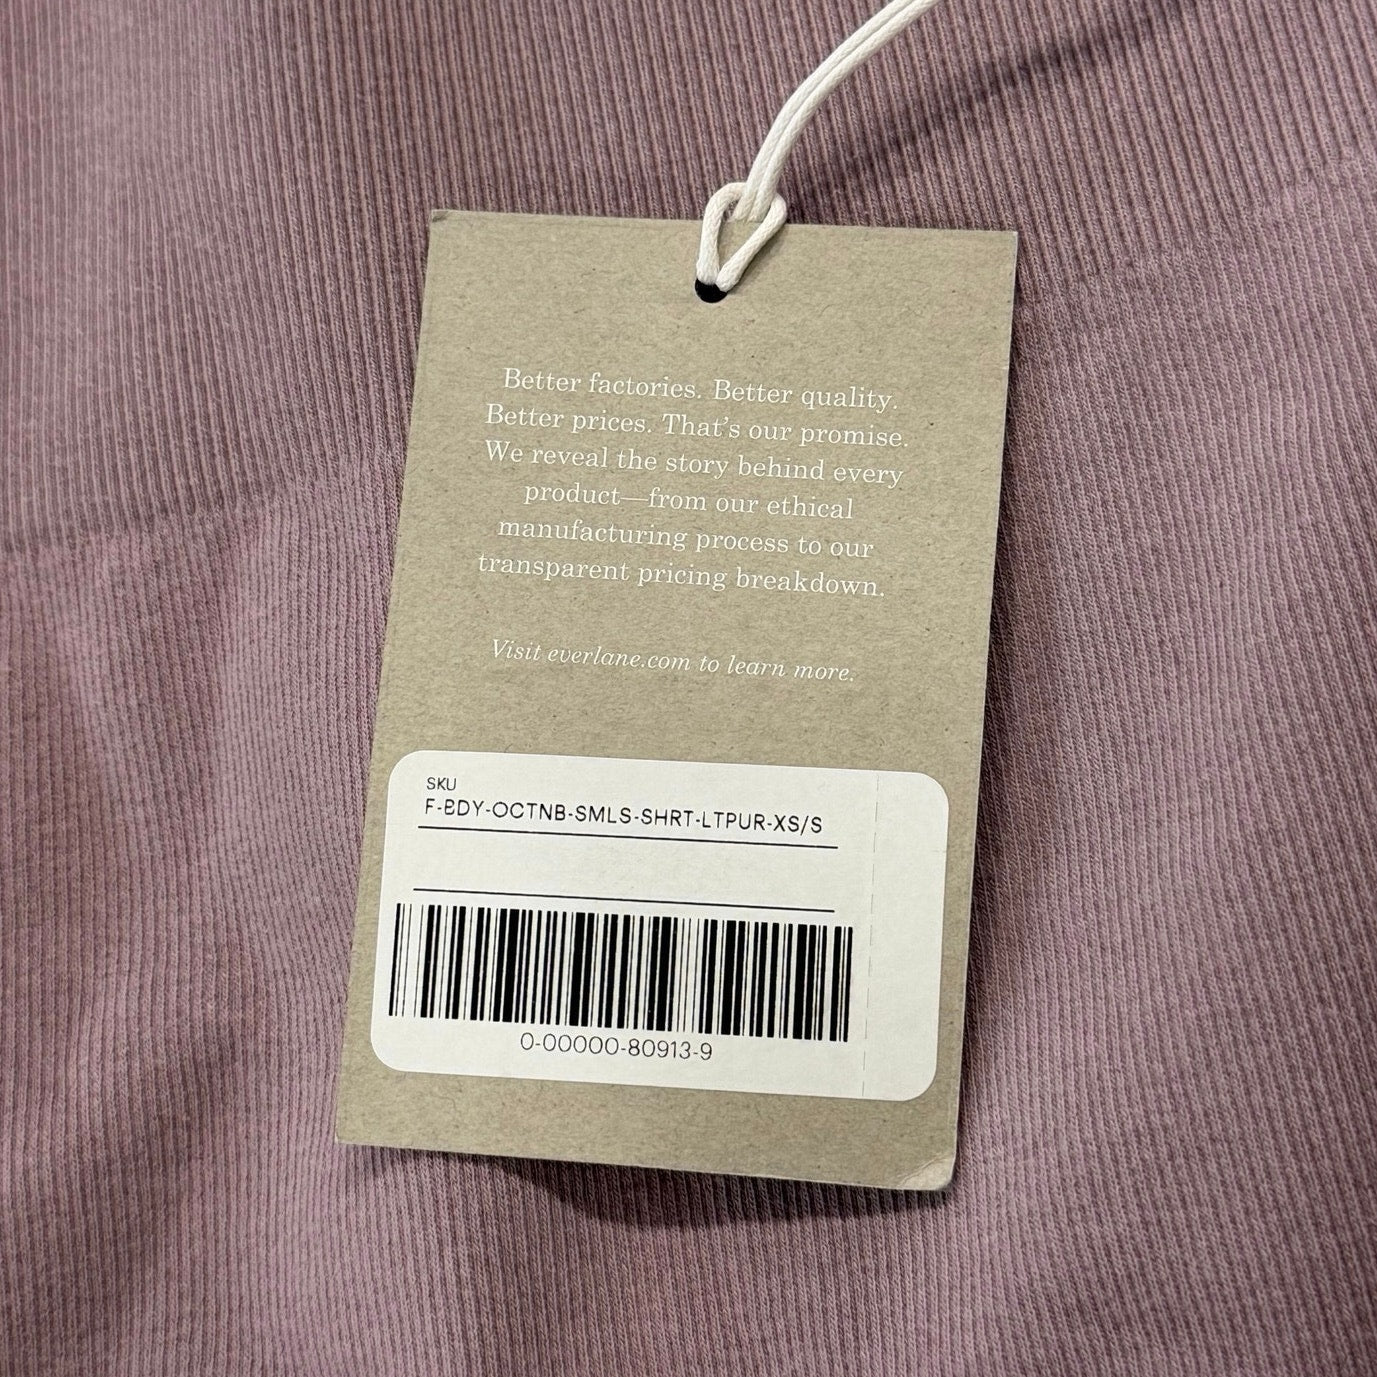 Better factories. Better quality.
Better prices. That's our promise.
We reveal the story behind every
product—from our ethical
manufacturing process to our
transparent pricing breakdown.
Visit everlane.com to learn more.
SKU
F-BDY-OCTNB-SMLS-SHRT-LTPUR-XS/S
0-00000-80913-9